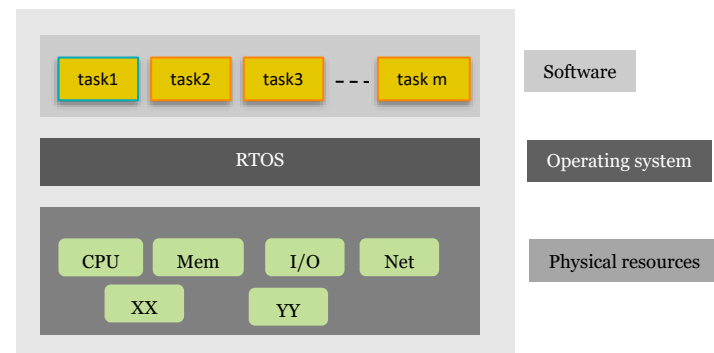 task1 task2 task3 task m
Software
RTOS
Operating system
CPU Mem I/O Net
Physical resources
XX YY